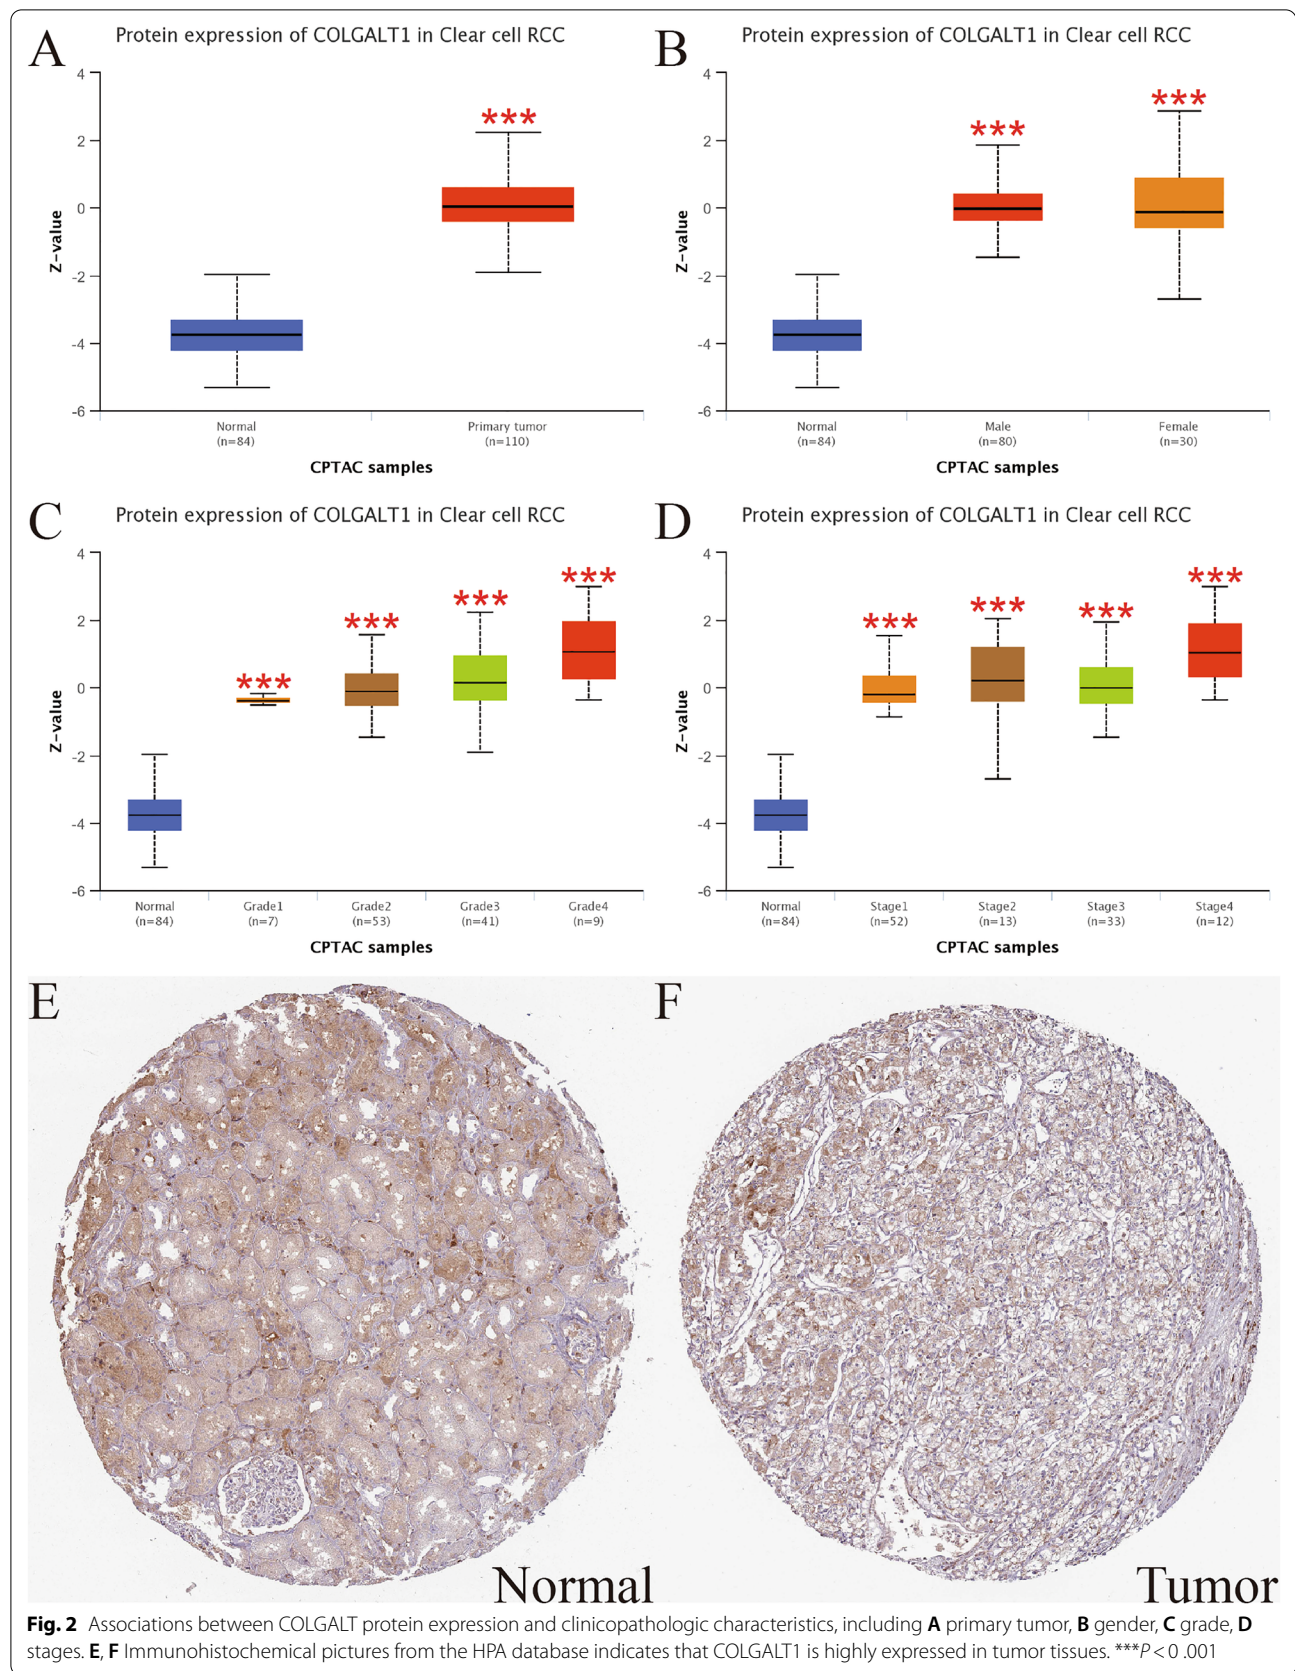 A
Protein expression of COLGALT1 in Clear cell RCC
4
2
0
-2
-4
-6
Z-value
***
Normal
(n=84)
Primary tumor
(n=110)
CPTAC samples
B
Protein expression of COLGALT1 in Clear cell RCC
4
2
0
-2
-4
-6
Z-value
***
***
Normal
(n=84)
Male
(n=80)
Female
(n=30)
CPTAC samples
C
Protein expression of COLGALT1 in Clear cell RCC
4
2
0
-2
-4
-6
Z-value
***
***
***
***
Normal
(n=84)
Grade1
(n=7)
Grade2
(n=53)
Grade3
(n=41)
Grade4
(n=9)
CPTAC samples
D
Protein expression of COLGALT1 in Clear cell RCC
4
2
0
-2
-4
-6
Z-value
***
***
***
***
Normal
(n=84)
Stage1
(n=52)
Stage2
(n=13)
Stage3
(n=33)
Stage4
(n=12)
CPTAC samples
E
Normal
F
Tumor
Fig. 2 Associations between COLGALT protein expression and clinicopathologic characteristics, including A primary tumor, B gender, C grade, D
stages. E, F Immunohistochemical pictures from the HPA database indicates that COLGALT1 is highly expressed in tumor tissues. ***P < 0 .001